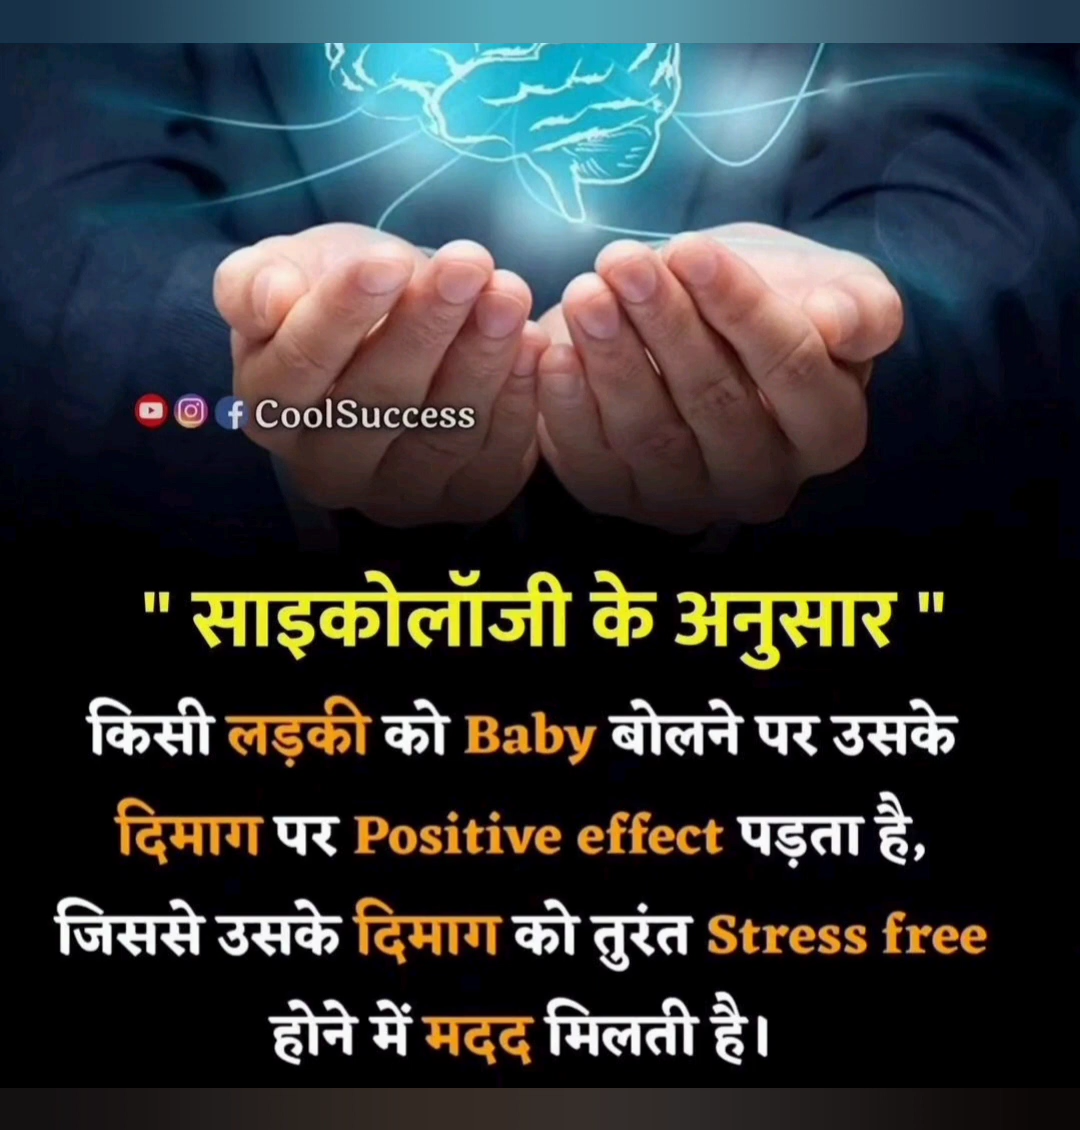 CoolSuccess
" साइकोलॉजी के अनुसार "
किसी लड़की को Baby बोलने पर उसके
दिमाग पर Positive effect पड़ता है,
जिससे उसके दिमाग को तुरंत Stress free
होने में मदद मिलती है।